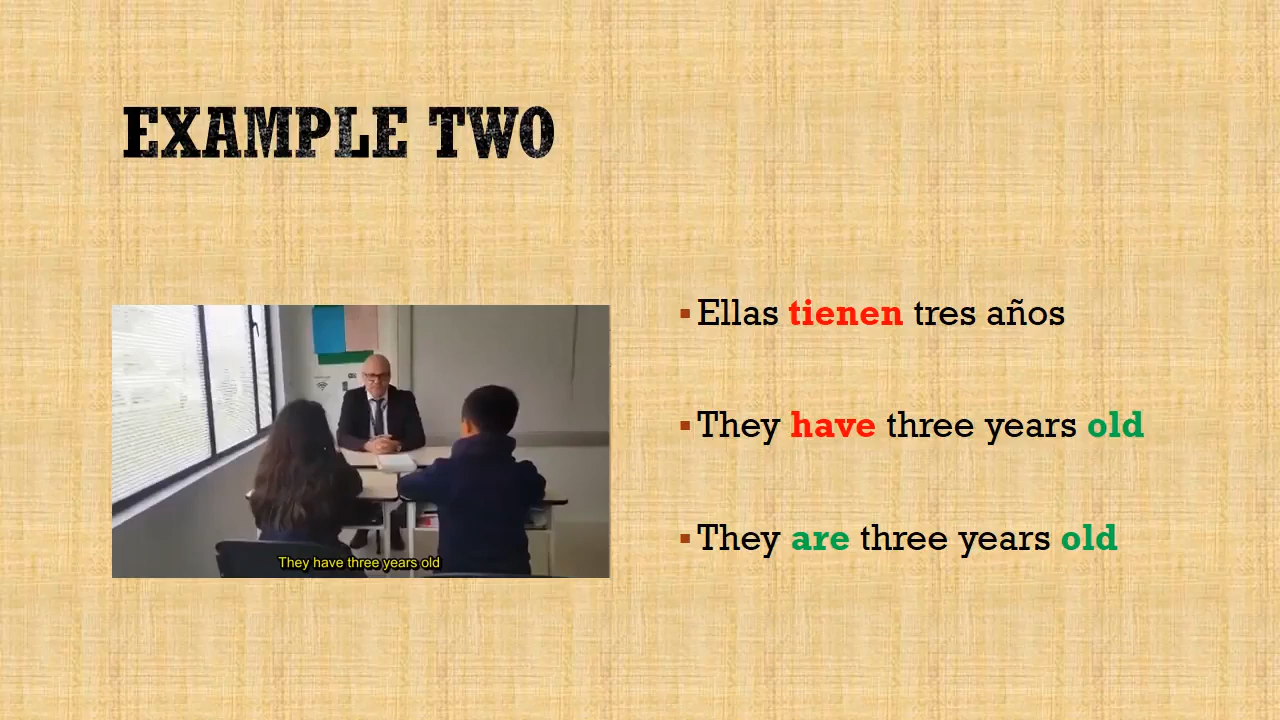 EXAMPLE TWO
Ellas tienen tres años
They have three years old
They are three years old
They have three years old